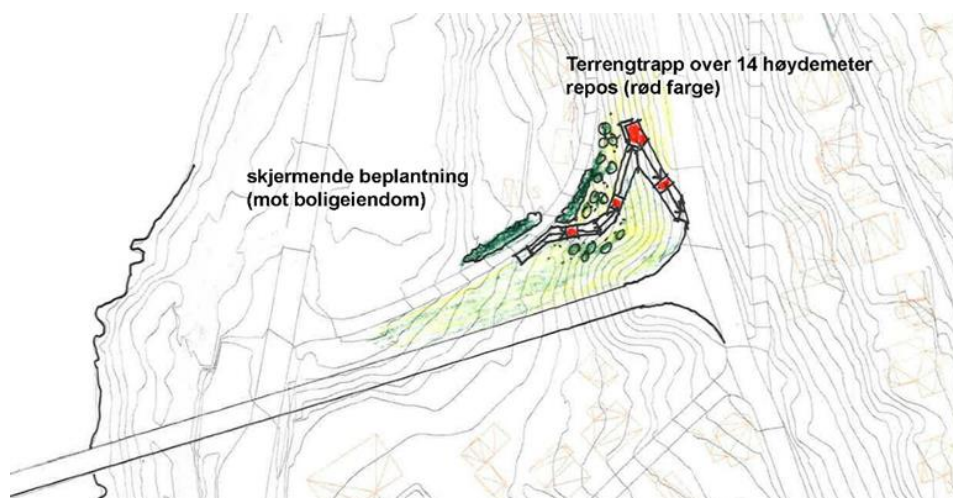 Terrengtrapp over 14 høydemeter
repos (rød farge)
skjermende beplantning
(mot boligeiendom)